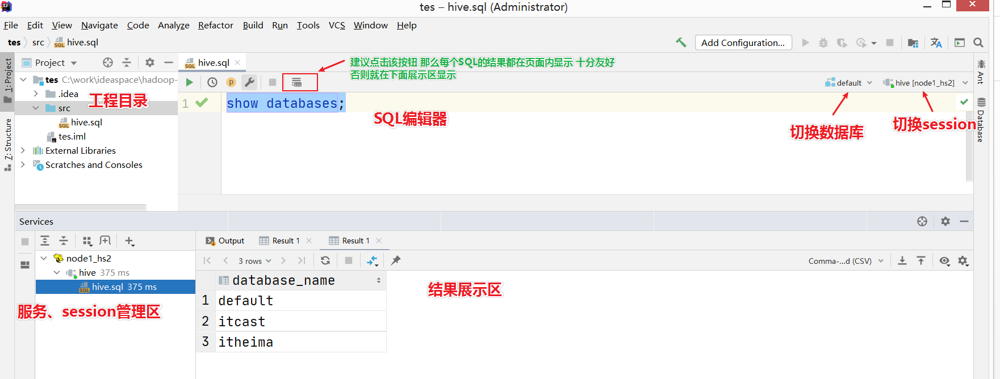 tes – hive.sql (Administrator)
File Edit View Navigate Code Analyze Refactor Build Run Tools VCS Window Help
tes src hive.sql
Add Configuration...
1: Project
7: Structure
Project
hive.sql
建议点击该按钮 那么每个SQL的结果都在页面内显示 十分友好
否则就在下面展示区显示
tes C:\work\ideaspace\hadoop-
.idea
工程目录
src
hive.sql
tes.iml
External Libraries
Scratches and Consoles
default
hive [node1_hs2]
1 show databases;
SQL编辑器
切换数据库
切换session
Ant
Database
Services
Output Result 1 Result 1
node1_hs2
hive 375 ms
hive.sql 375 ms
服务、session管理区
3 rows
Comma-...d (CSV)
database_name
1 default
2 itcast
3 itheima
结果展示区